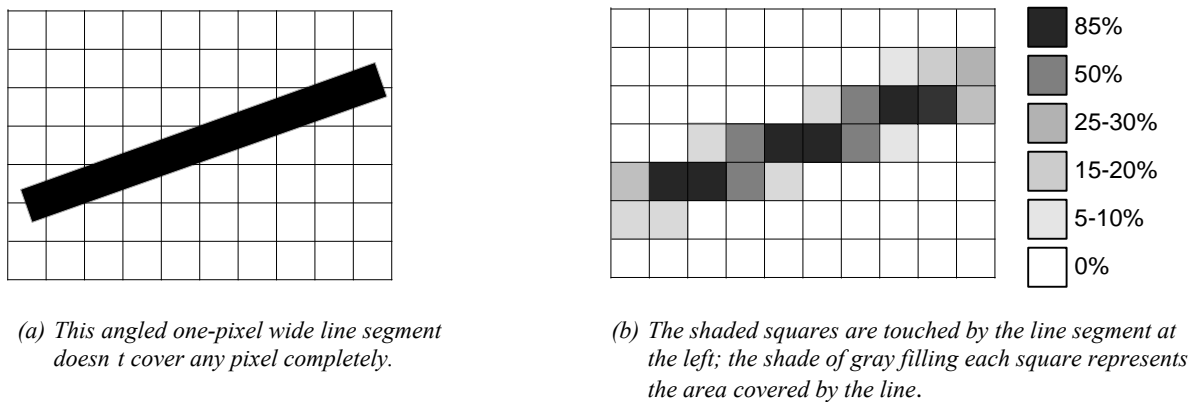 85%
50%
25-30%
15-20%
5-10%
0%
(a) This angled one-pixel wide line segment
doesn t cover any pixel completely.
(b) The shaded squares are touched by the line segment at
the left; the shade of gray filling each square represents
the area covered by the line.